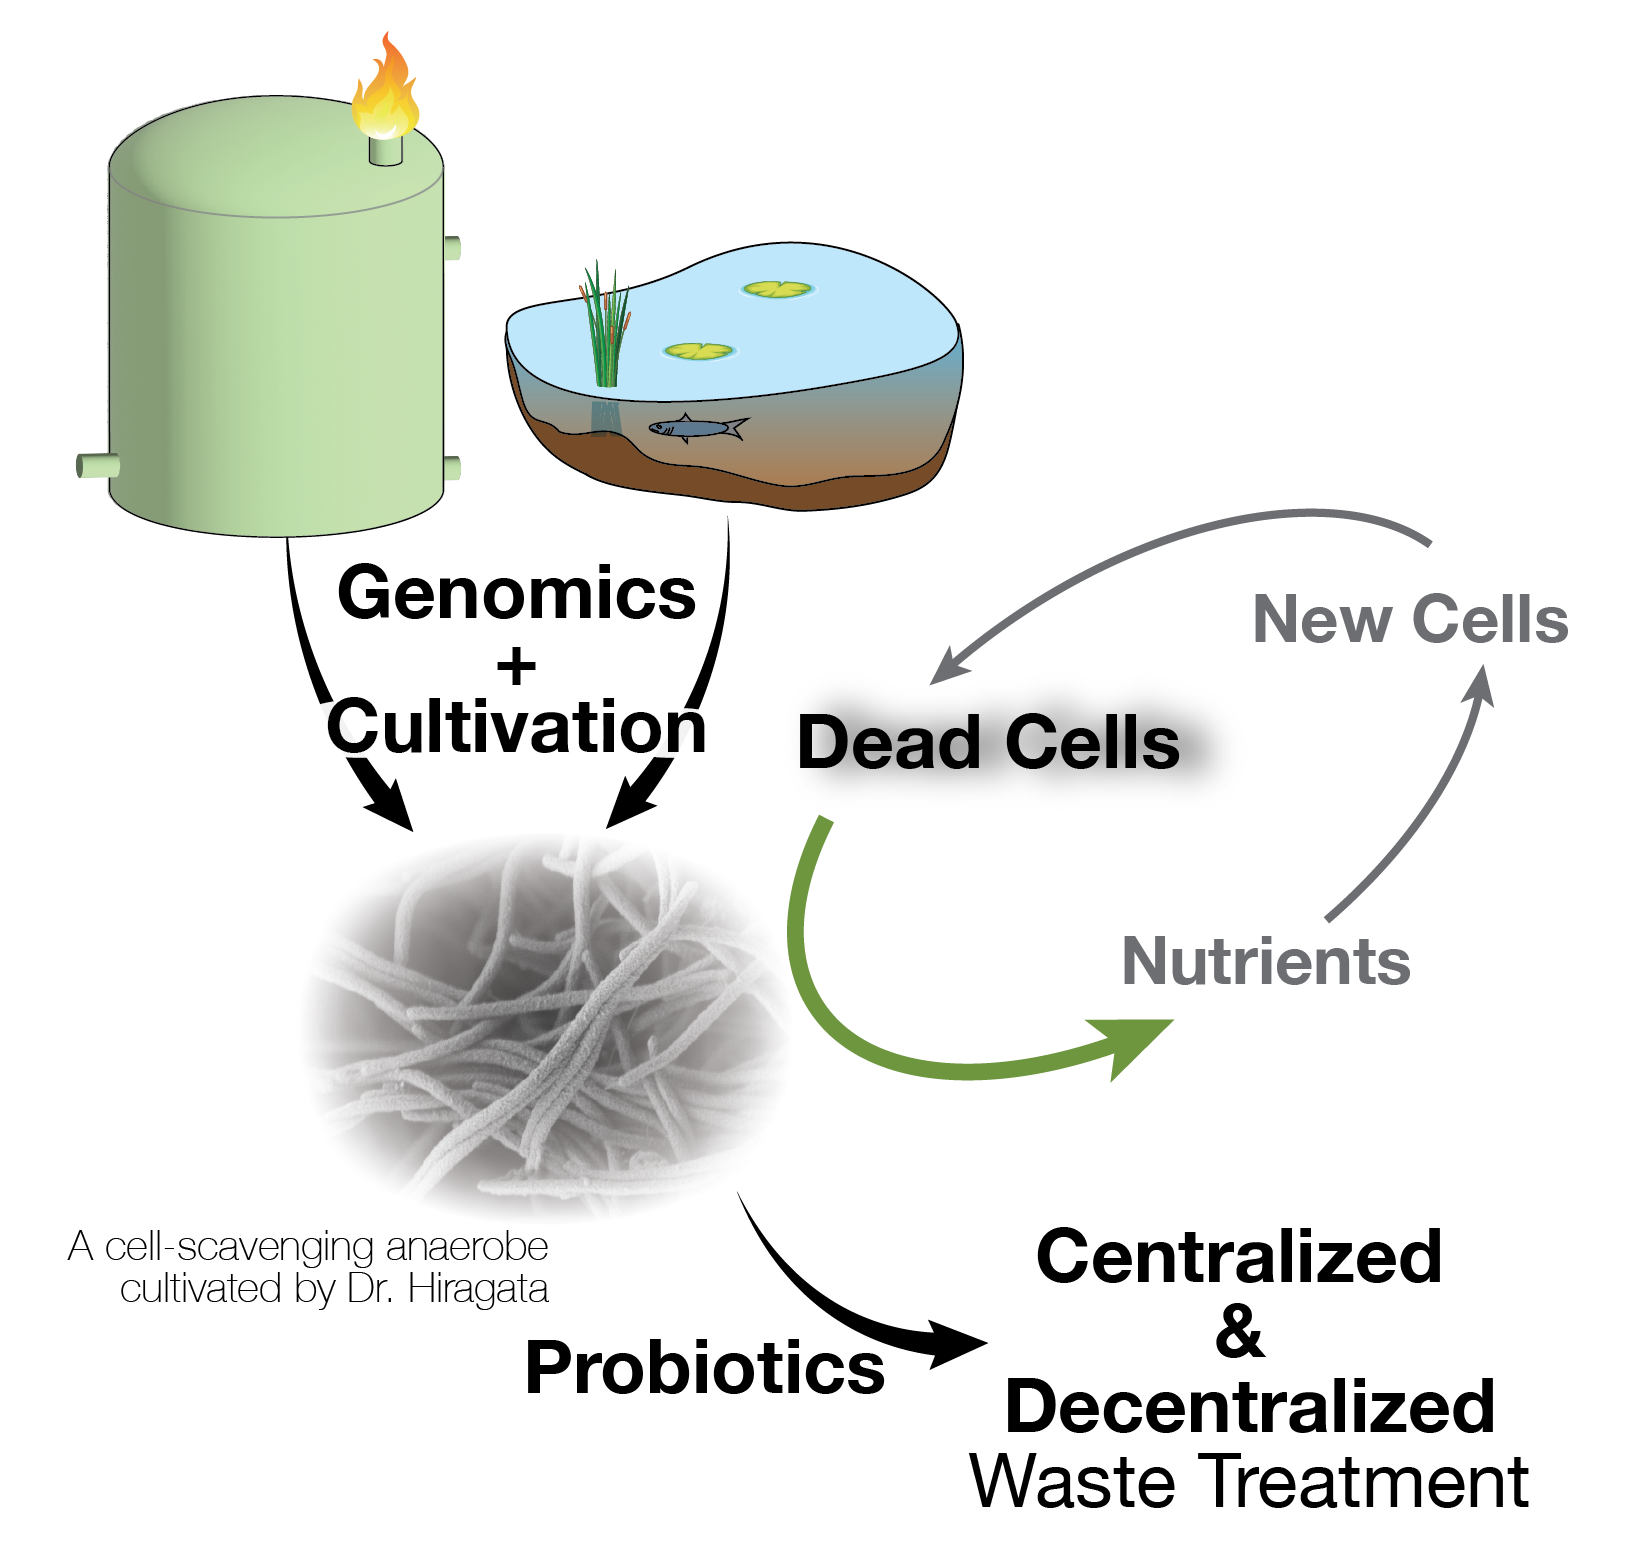 Genomics
+
Cultivation
New Cells
Dead Cells
Nutrients
A cell-scavenging anaerobe
cultivated by Dr. Hiragata
Probiotics
Centralized
&
Decentralized
Waste Treatment